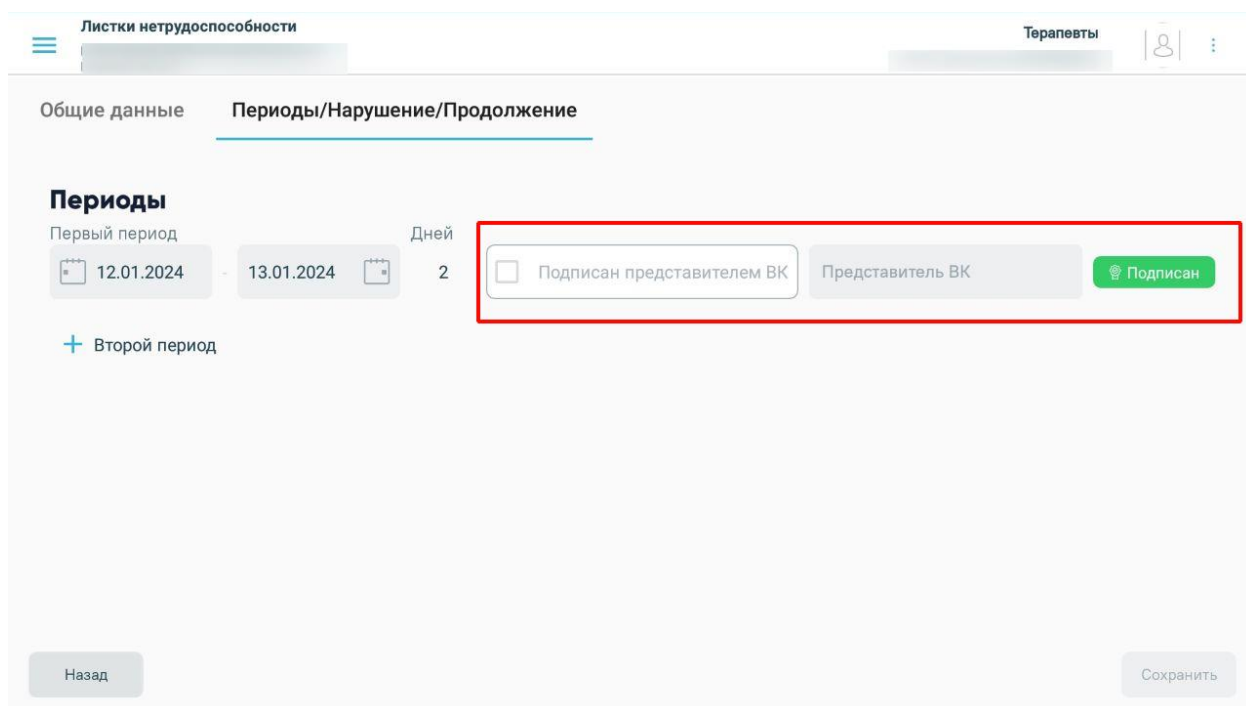 Листки нетрудоспособности
Терапевты
Общие данные Периоды/Нарушение/Продолжение
Периоды
Первый период Дней
12.01.2024 - 13.01.2024 2 Подписан представителем ВК Представитель ВК Подписан
+ Второй период
Назад Сохранить